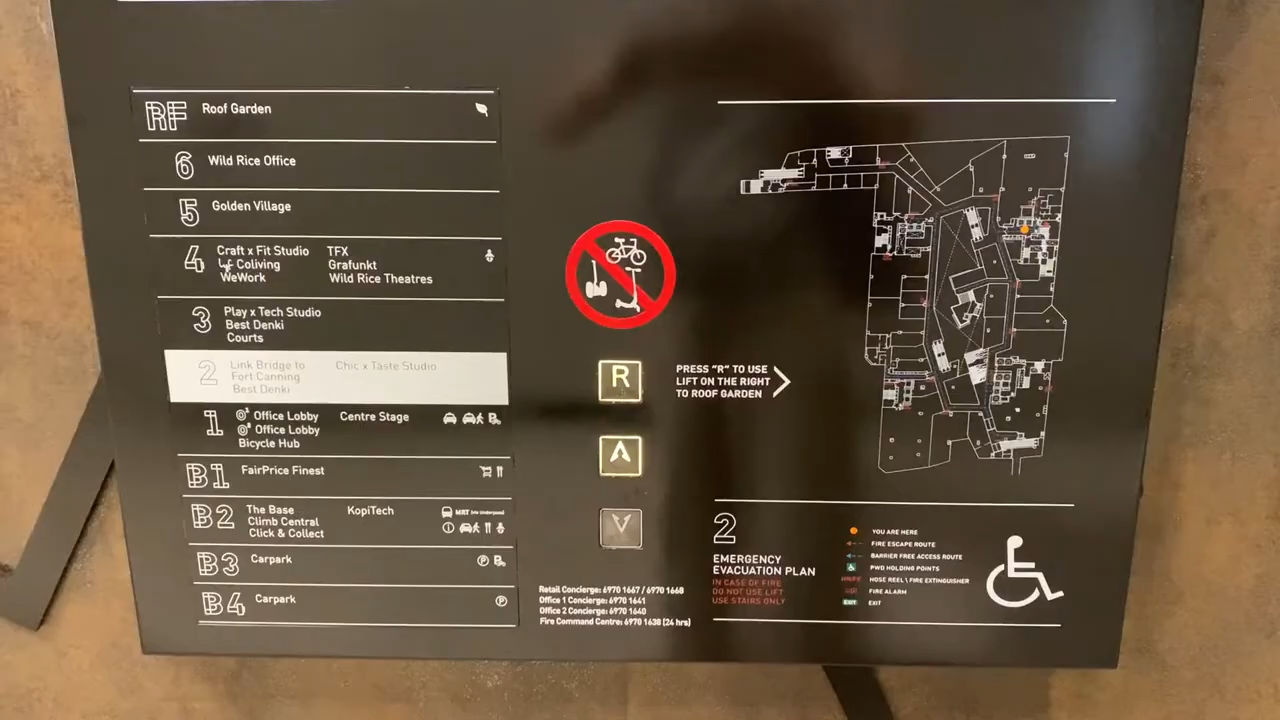 RF Roof Garden
6 Wild Rice Office
5 Golden Village
4 Craft x Fit Studio TFX
lyf Coliving Grafunkt
WeWork Wild Rice Theatres
3 Play x Tech Studio
Best Denki
Courts
2 Link Bridge to Chic x Taste Studio
Fort Canning
Best Denki
1 Office Lobby Centre Stage
Office Lobby
Bicycle Hub
B1 FairPrice Finest
B2 The Base KopiTech MRT (via Underpass)
Climb Central
Click & Collect
B3 Carpark P
B4 Carpark P
R
PRESS "R" TO USE
LIFT ON THE RIGHT
TO ROOF GARDEN
Retail Concierge: 6970 1667 / 6970 1668
Office 1 Concierge: 6970 1641
Office 2 Concierge: 6970 1640
Fire Command Centre: 6970 1638 (24 hrs)
2
EMERGENCY
EVACUATION PLAN
IN CASE OF FIRE
DO NOT USE LIFT
USE STAIRS ONLY
YOU ARE HERE
FIRE ESCAPE ROUTE
BARRIER FREE ACCESS ROUTE
PWD HOLDING POINTS
HOSE REEL \ FIRE EXTINGUISHER
FIRE ALARM
EXIT EXIT